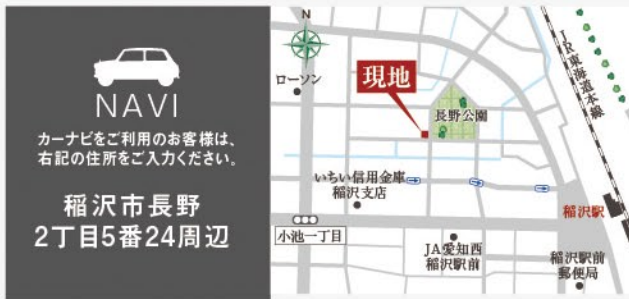 NAVI
カーナビをご利用のお客様は、
右記の住所をご入力ください。
稲沢市長野
2丁目5番24周辺
N
ローソン
現地
長野公園
JR東海道本線
いちい信用金庫
稲沢支店
稲沢駅
小池一丁目
JA愛知西
稲沢駅前
稲沢駅前
郵便局